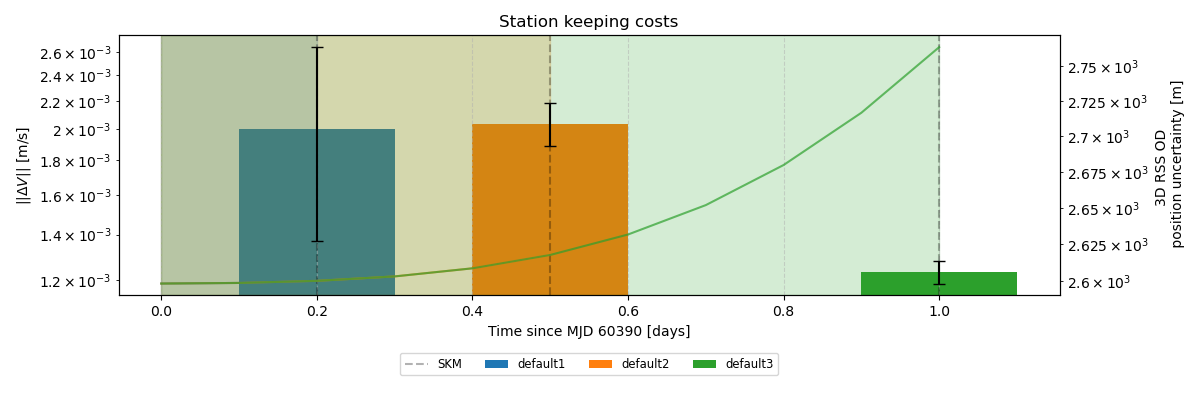 Station keeping costs
2.6 × 10⁻³
2.4 × 10⁻³
2.2 × 10⁻³
2 × 10⁻³
1.8 × 10⁻³
1.6 × 10⁻³
1.4 × 10⁻³
1.2 × 10⁻³
||ΔV|| [m/s]
2.75 × 10³
2.725 × 10³
2.7 × 10³
2.675 × 10³
2.65 × 10³
2.625 × 10³
2.6 × 10³
3D RSS OD
position uncertainty [m]
0.0 0.2 0.4 0.6 0.8 1.0
Time since MJD 60390 [days]
SKM default1 default2 default3